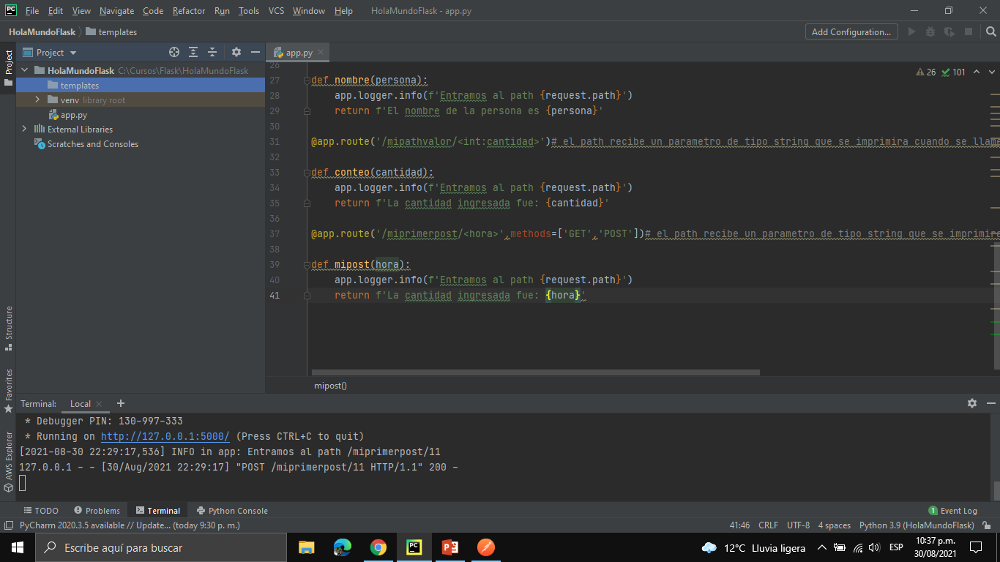 PC File Edit View Navigate Code Refactor Run Tools VCS Window Help HolaMundoFlask - app.py
HolaMundoFlask templates Add Configuration...
Project
Project
app.py
HolaMundoFlask C:\Cursos\Flask\HolaMundoFlask
templates
venv library root
app.py
External Libraries
Scratches and Consoles
26 101
26
27 def nombre(persona):
28 app.logger.info(f'Entramos al path {request.path}')
29 return f'El nombre de la persona es {persona}'
30
31 @app.route('/mipathvalor/<int:cantidad>')# el path recibe un parametro de tipo string que se imprimira cuando se llame
32
33 def conteo(cantidad):
34 app.logger.info(f'Entramos al path {request.path}')
35 return f'La cantidad ingresada fue: {cantidad}'
36
37 @app.route('/miprimerpost/<hora>',methods=['GET','POST'])# el path recibe un parametro de tipo string que se imprimira
38
39 def mipost(hora):
40 app.logger.info(f'Entramos al path {request.path}')
41 return f'La cantidad ingresada fue: {hora}'
mipost()
Structure
Favorites
AWS Explorer
Terminal: Local
* Debugger PIN: 130-997-333
* Running on http://127.0.0.1:5000/ (Press CTRL+C to quit)
[2021-08-30 22:29:17,536] INFO in app: Entramos al path /miprimerpost/11
127.0.0.1 - - [30/Aug/2021 22:29:17] "POST /miprimerpost/11 HTTP/1.1" 200 -
TODO Problems Terminal Python Console 1 Event Log
PyCharm 2020.3.5 available // Update... (today 9:30 p. m.) 41:46 CRLF UTF-8 4 spaces Python 3.9 (HolaMundoFlask)
Escribe aquí para buscar
PC
12°C Lluvia ligera
ESP
10:37 p.m.
30/08/2021